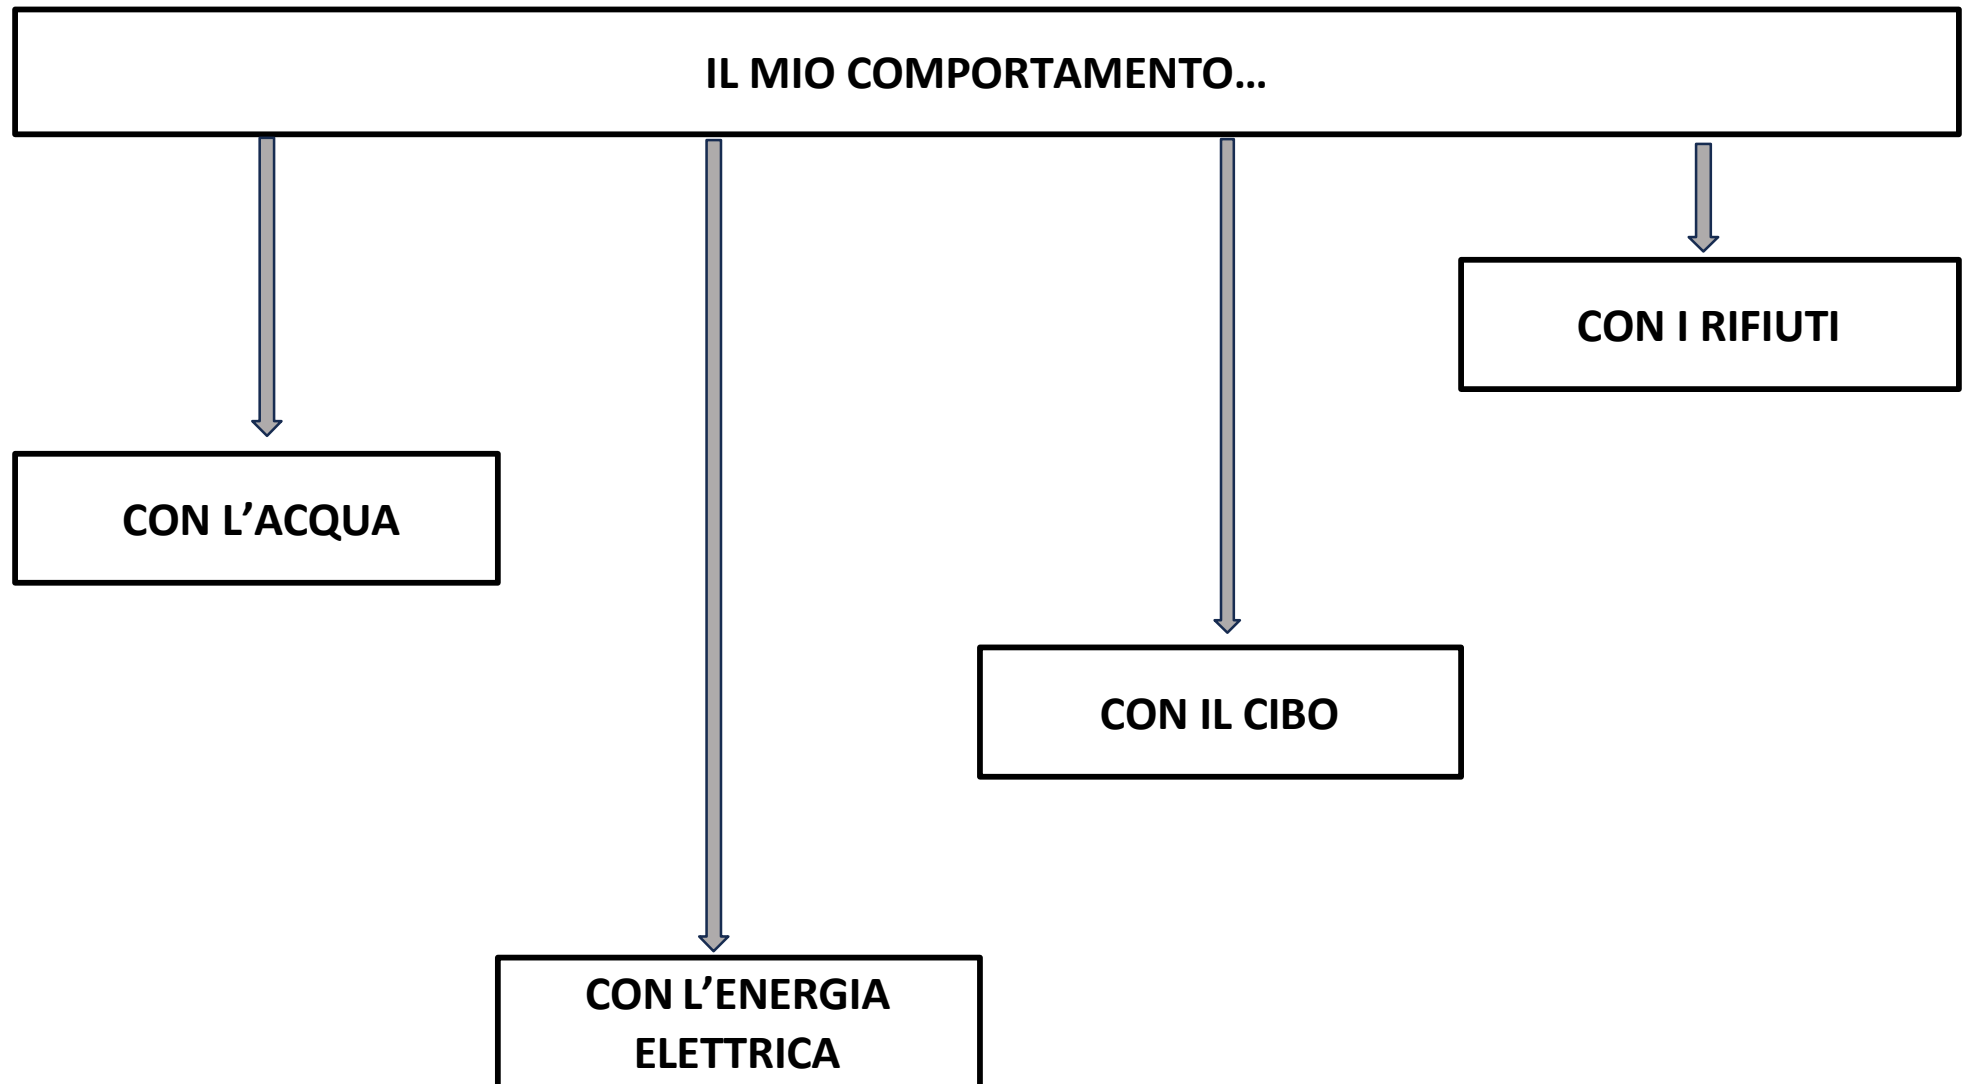 IL MIO COMPORTAMENTO...
CON I RIFIUTI
CON L’ACQUA
CON IL CIBO
CON L’ENERGIA
ELETTRICA